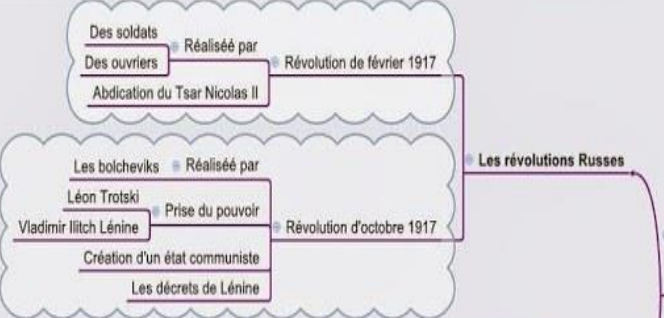 Des soldats
Réaliséé par
Des ouvriers
Révolution de février 1917
Abdication du Tsar Nicolas II
Les révolutions Russes
Les bolcheviks
Réaliséé par
Léon Trotski
Prise du pouvoir
Vladimir Ilitch Lénine
Révolution d'octobre 1917
Création d'un état communiste
Les décrets de Lénine